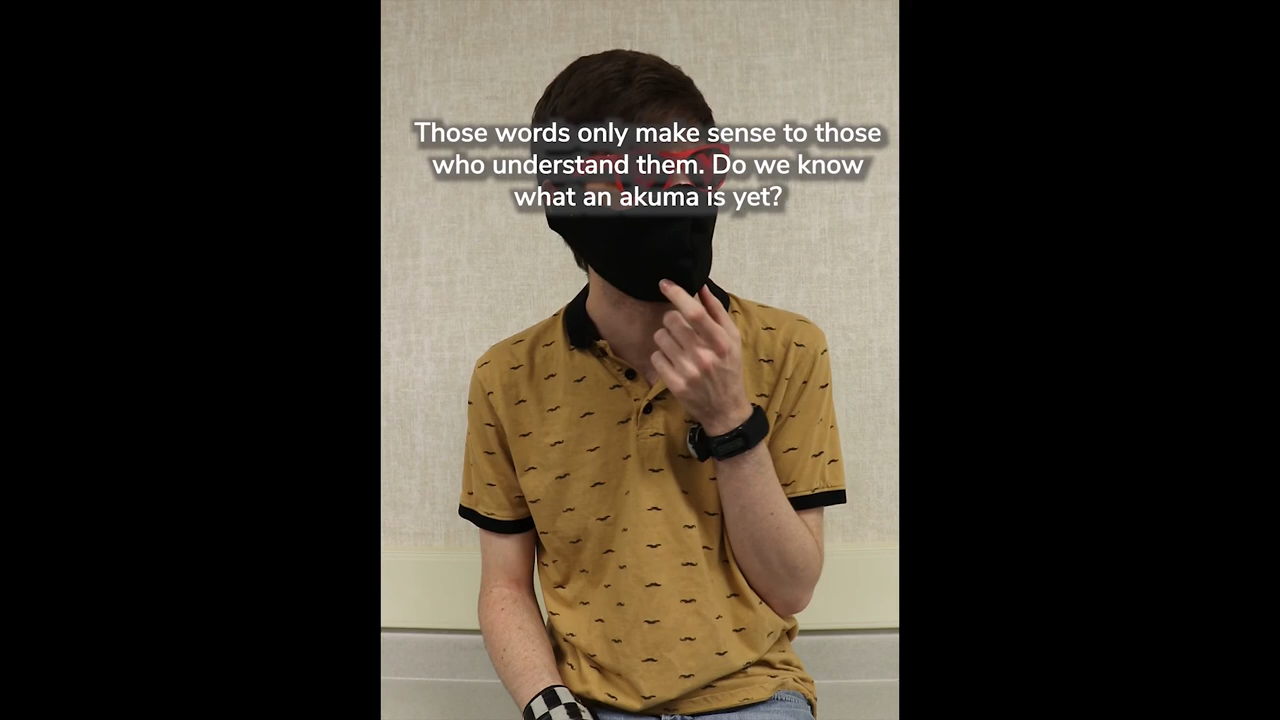 Those words only make sense to those
who understand them. Do we know
what an akuma is yet?